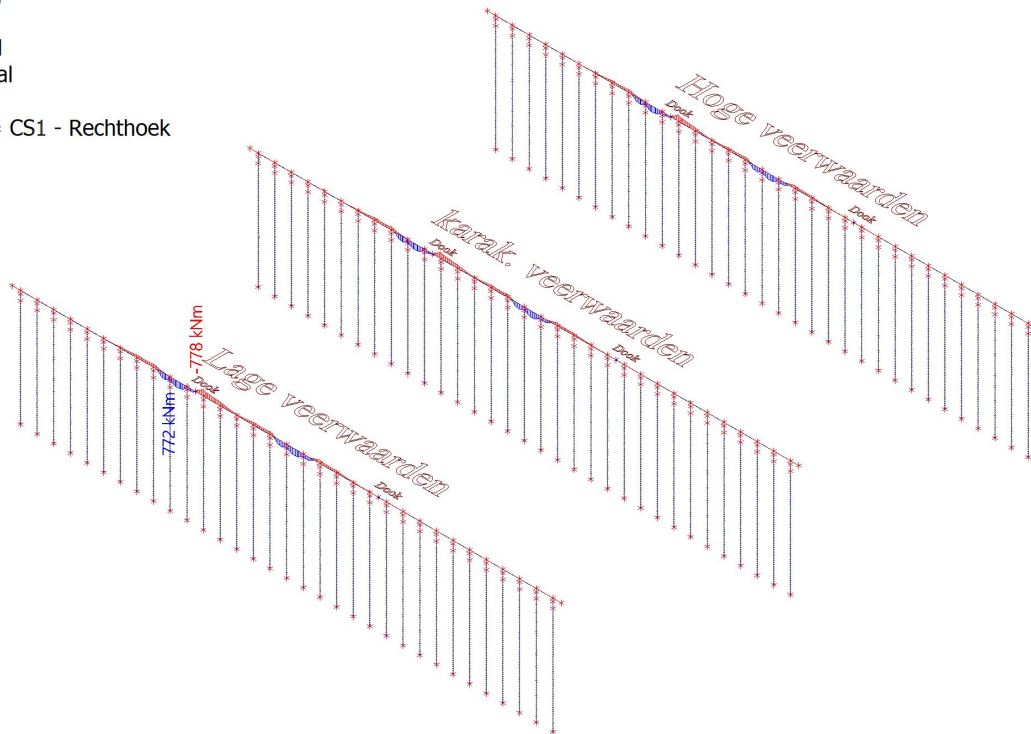 al
CS1 - Rechthoek
Hoge veerwaarden
Dook
Dook
karak. veerwaarden
Dook
Dook
-778 kNm
Lage veerwaarden
Dook
772 kNm
Dook